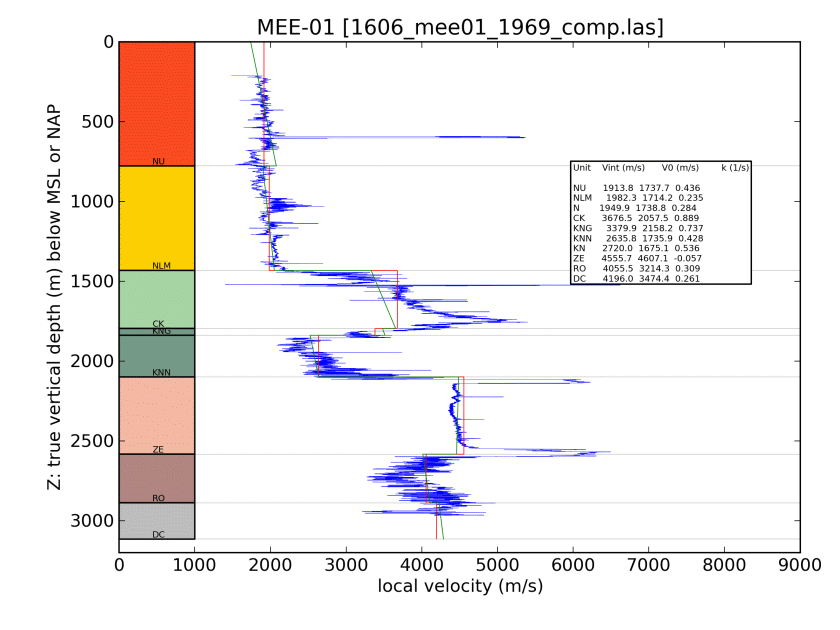 MEE-01 [1606_mee01_1969_comp.las]
Z: true vertical depth (m) below MSL or NAP
0
500
1000
1500
2000
2500
3000
NU
NLM
CK
KNG
KNN
ZE
RO
DC
Unit Vint (m/s) V0 (m/s) k (1/s)
NU 1913.8 1737.7 0.436
NLM 1982.3 1714.2 0.235
N 1949.9 1738.8 0.284
CK 3676.5 2057.5 0.889
KNG 3379.9 2158.2 0.737
KNN 2635.8 1735.9 0.428
KN 2720.0 1675.1 0.536
ZE 4555.7 4607.1 -0.057
RO 4055.5 3214.3 0.309
DC 4196.0 3474.4 0.261
0 1000 2000 3000 4000 5000 6000 7000 8000 9000
local velocity (m/s)